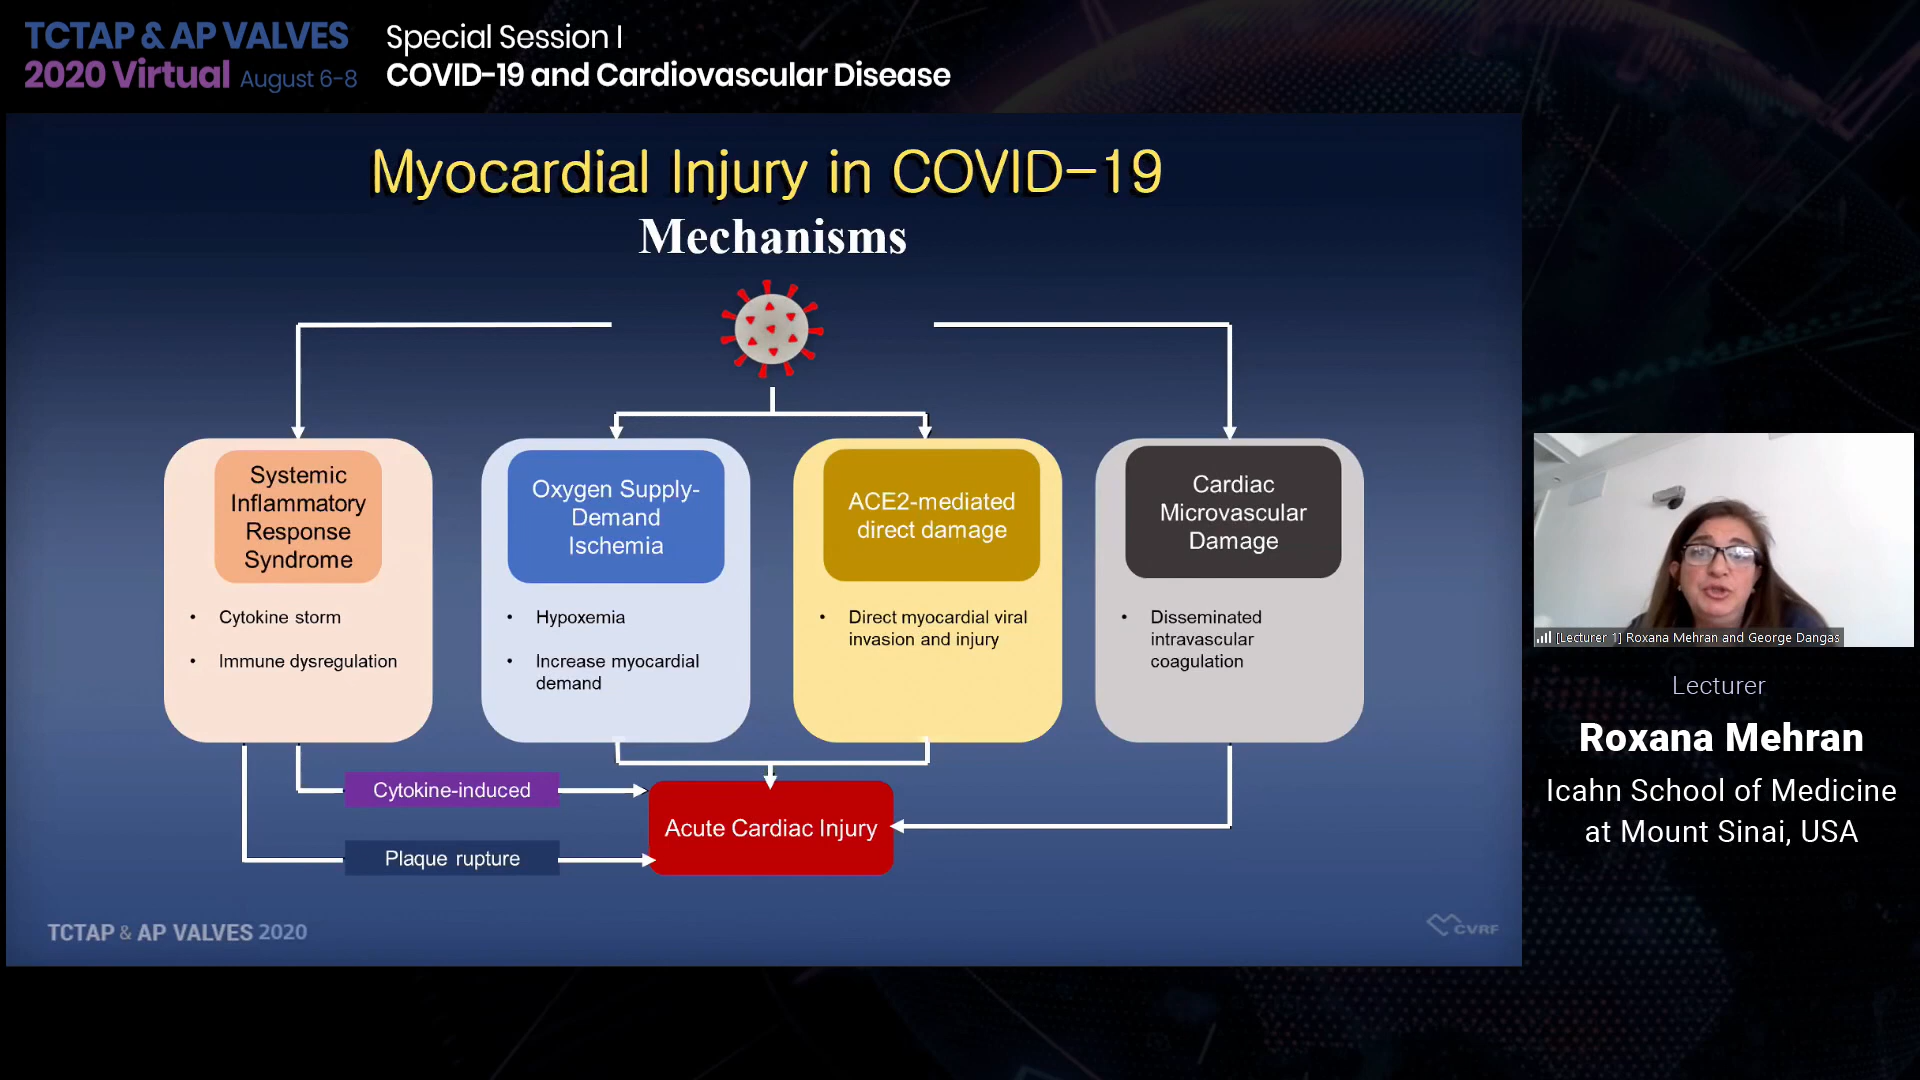 TCTAP & AP VALVES
2020 Virtual August 6-8
Special Session I
COVID-19 and Cardiovascular Disease
Myocardial Injury in COVID-19
Mechanisms
Systemic
Inflammatory
Response
Syndrome
• Cytokine storm
• Immune dysregulation
Oxygen Supply-
Demand
Ischemia
• Hypoxemia
• Increase myocardial
demand
ACE2-mediated
direct damage
• Direct myocardial viral
invasion and injury
Cardiac
Microvascular
Damage
• Disseminated
intravascular
coagulation
Cytokine-induced
Plaque rupture
Acute Cardiac Injury
TCTAP & AP VALVES 2020
CVRF
[Lecturer 1] Roxana Mehran and George Dangas
Lecturer
Roxana Mehran
Icahn School of Medicine
at Mount Sinai, USA